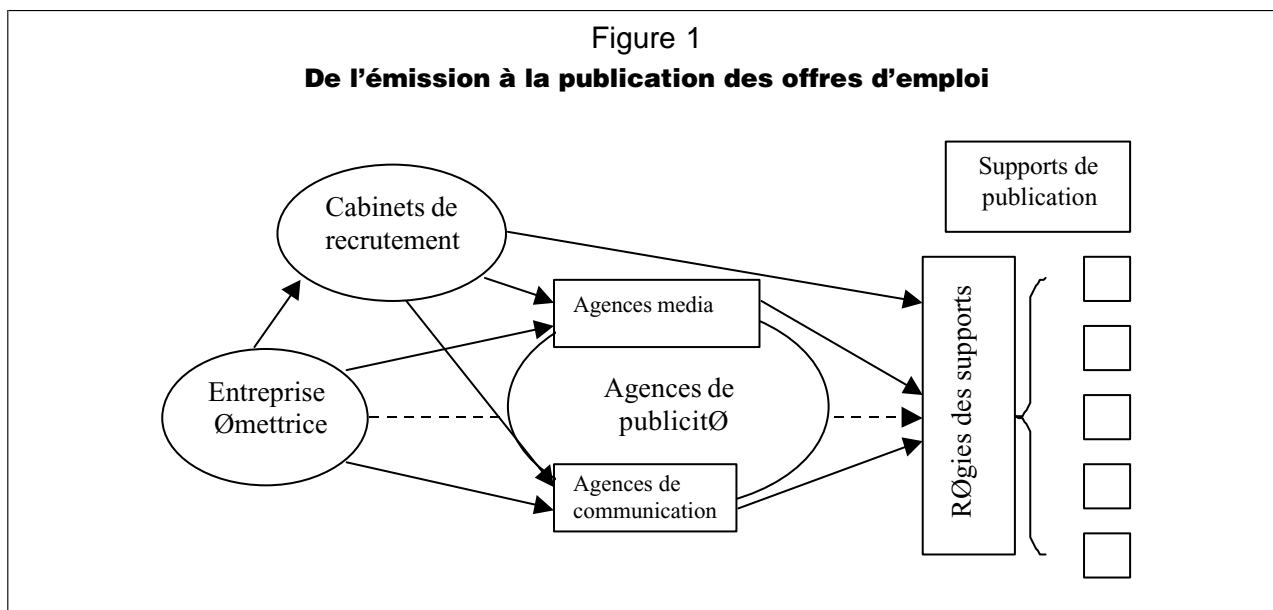 Figure 1
De l’émission à la publication des offres d’emploi
Supports de
publication
Cabinets de
recrutement
Agences media
Entreprise
Ømettrice
Agences de
publicitØ
Agences de
communication
RØgies des supports